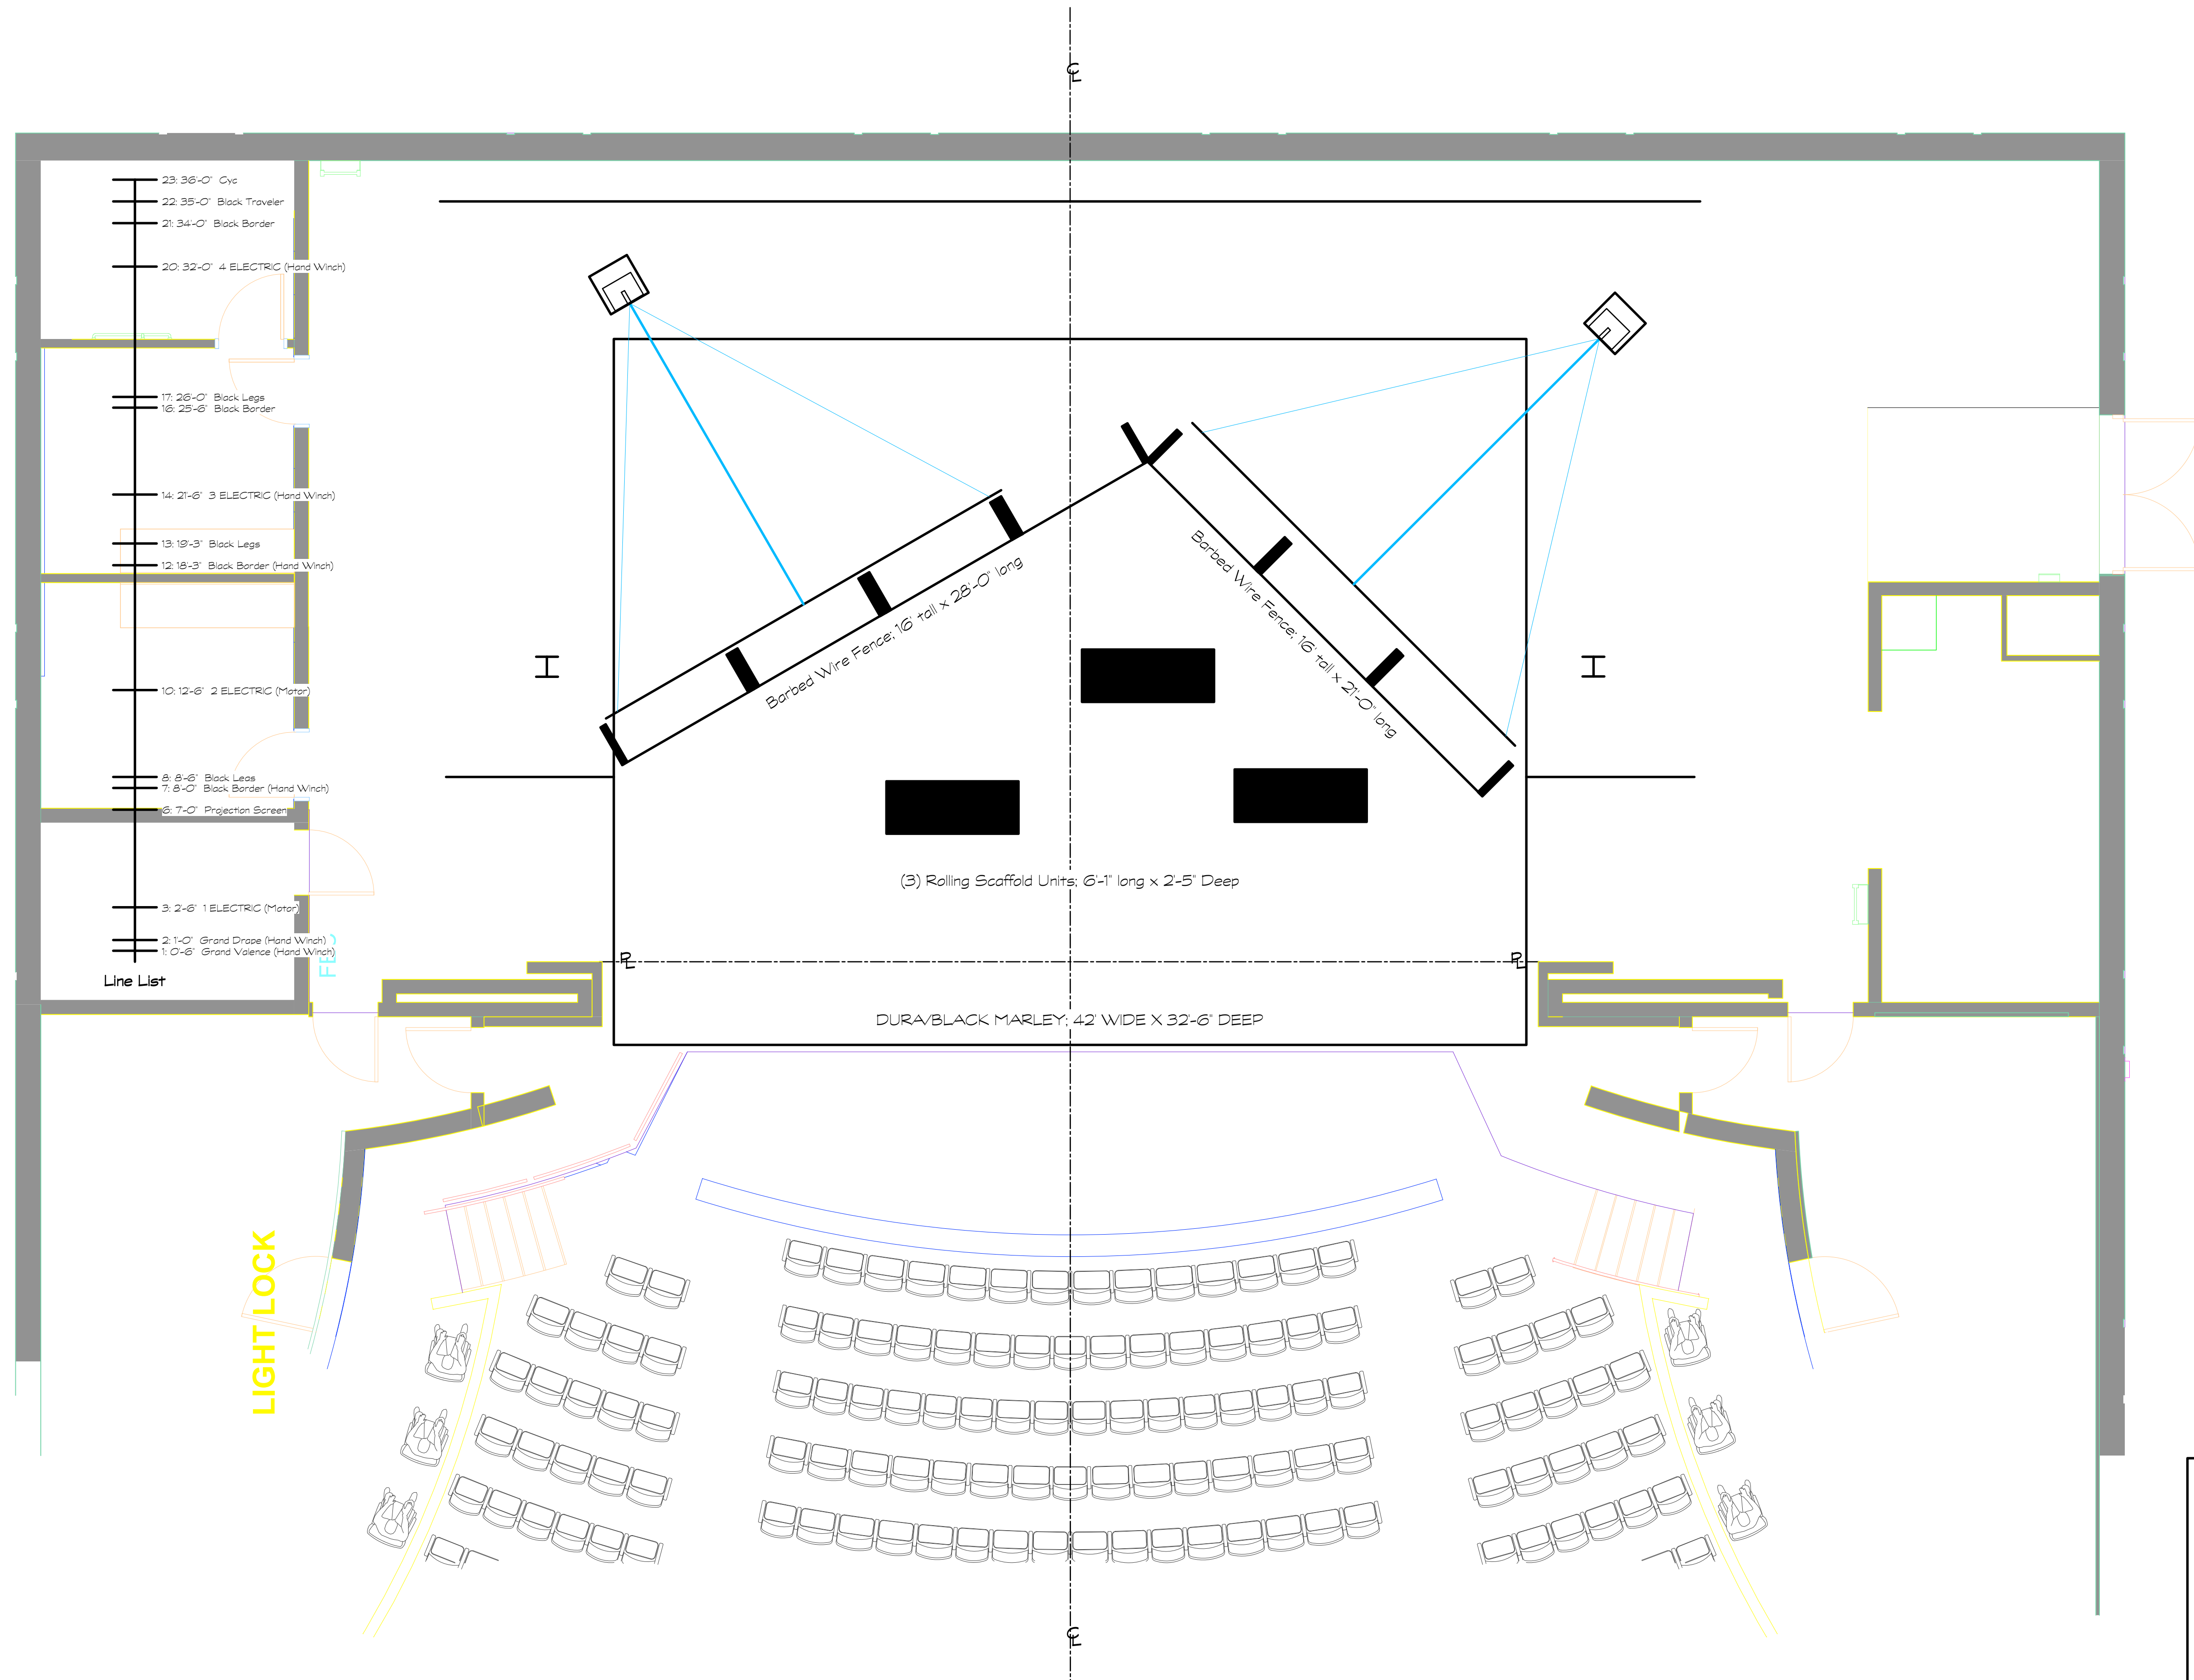 ℄
23: 36'-0" Cyc
22: 35'-0" Black Traveler
21: 34'-0" Black Border
20: 32'-0" 4 ELECTRIC (Hand Winch)
17: 26'-0" Black Legs
16: 25'-6" Black Border
14: 21'-6" 3 ELECTRIC (Hand Winch)
13: 19'-3" Black Legs
12: 18'-3" Black Border (Hand Winch)
10: 12'-6" 2 ELECTRIC (Motor)
8: 8'-6" Black Legs
7: 8'-0" Black Border (Hand Winch)
6: 7'-0" Projection Screen
3: 2'-6" 1 ELECTRIC (Motor)
2: 1'-0" Grand Drape (Hand Winch)
1: 0'-6" Grand Valence (Hand Winch)
Line List
Barbed Wire Fence; 16' tall x 28'-0" long
Barbed Wire Fence; 16' tall x 21'-0" long
(3) Rolling Scaffold Units; 6'-1" long x 2'-5" Deep
PL
PL
DURA/BLACK MARLEY; 42' WIDE X 32'-6" DEEP
LIGHT LOCK
℄